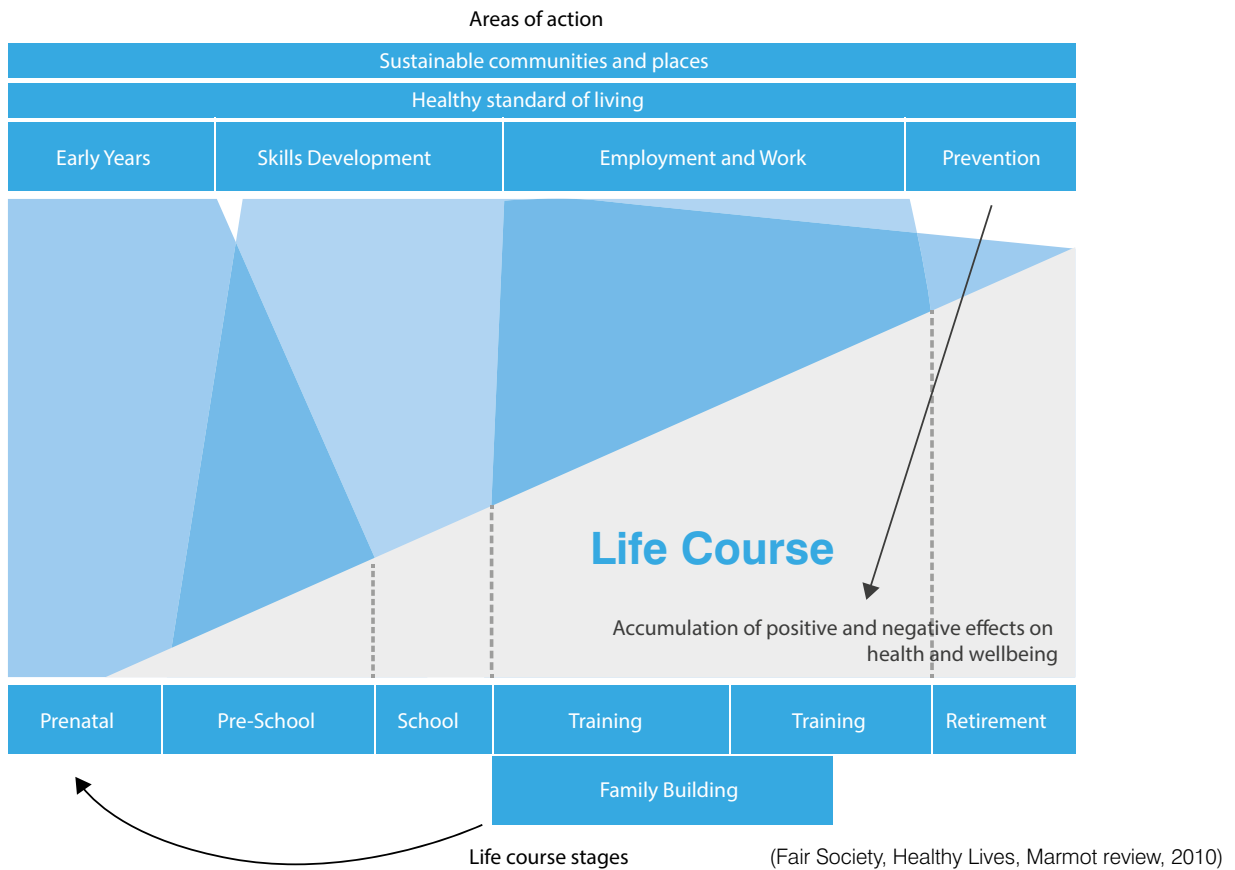 Areas of action
Sustainable communities and places
Healthy standard of living
Early Years
Skills Development
Employment and Work
Prevention
Life Course
Accumulation of positive and negative effects on
health and wellbeing
Prenatal
Pre-School
School
Training
Training
Retirement
Family Building
Life course stages
(Fair Society, Healthy Lives, Marmot review, 2010)